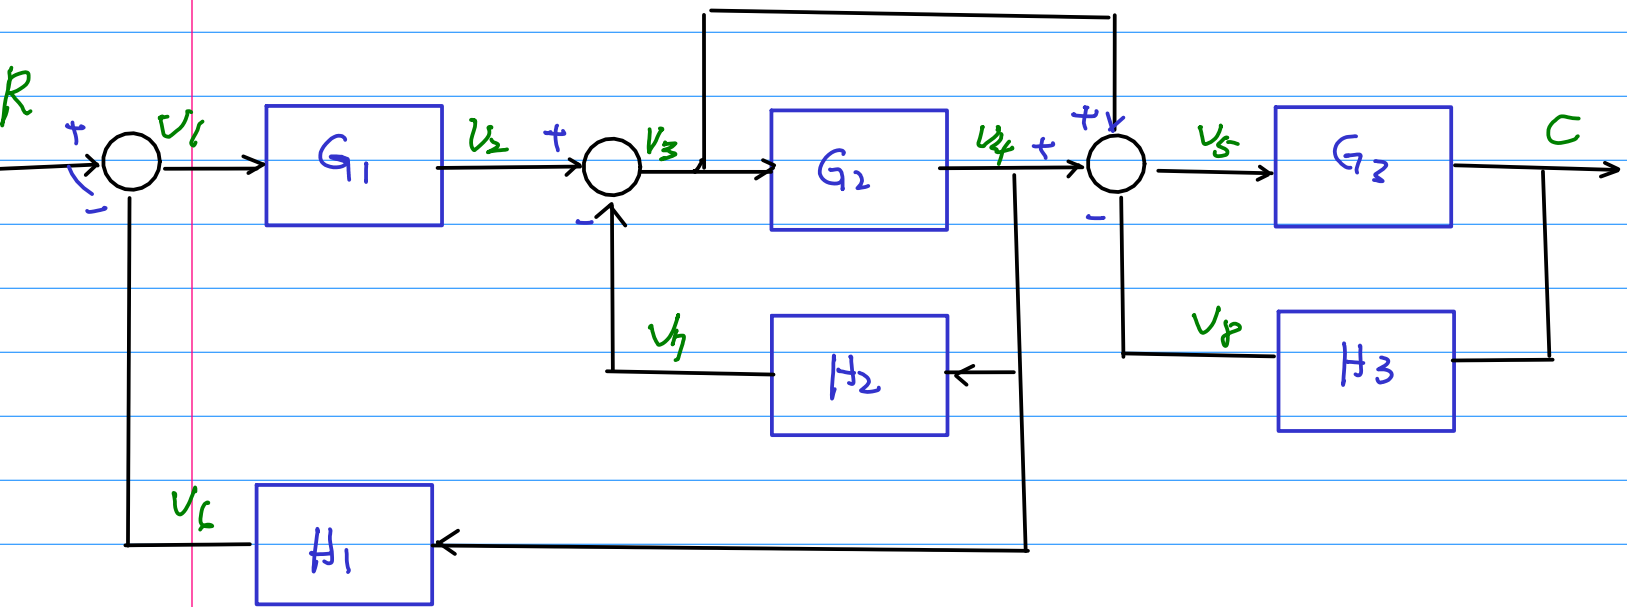 R + V1 G1 V2 + V3 G2 V4 + + V5 G3 C
- - -
V7 H2 V8 H3
V6 H1